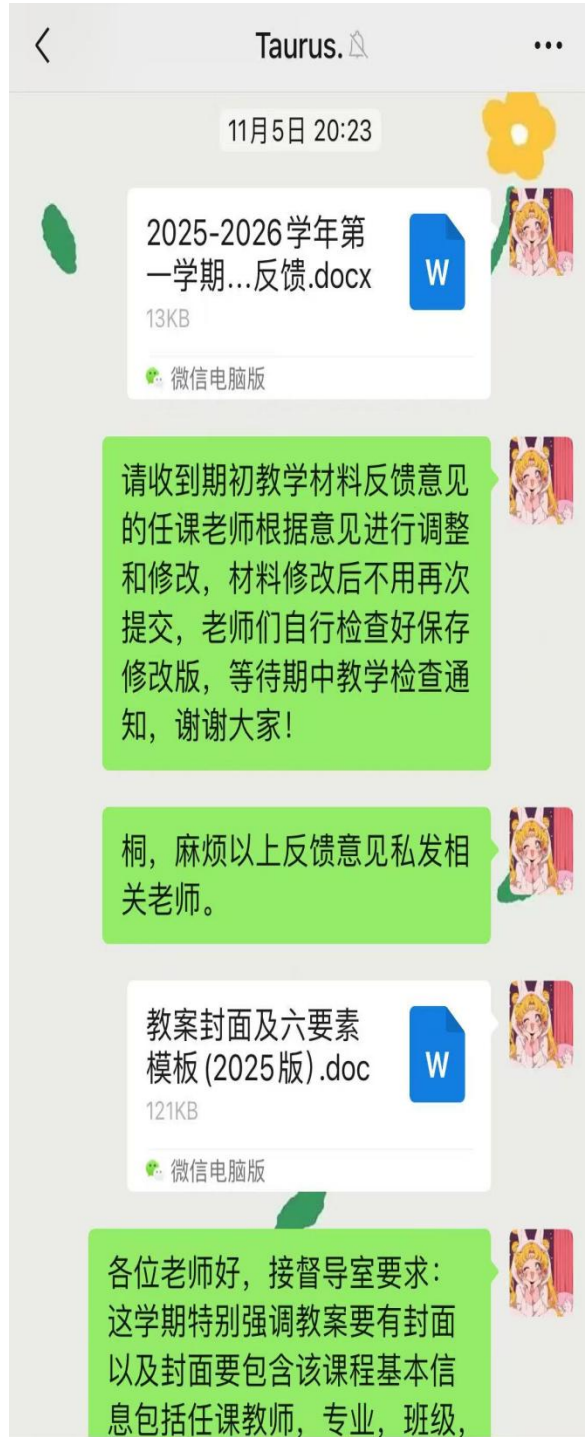 Taurus.
11月5日 20:23
2025-2026学年第
一学期...反馈.docx
W
13KB
微信电脑版
请收到期初教学材料反馈意见
的任课老师根据意见进行调整
和修改，材料修改后不用再次
提交，老师们自行检查好保存
修改版，等待期中教学检查通
知，谢谢大家！
桐，麻烦以上反馈意见私发相
关老师。
教案封面及六要素
模板(2025版).doc
W
121KB
微信电脑版
各位老师好，接督导室要求：
这学期特别强调教案要有封面
以及封面要包含该课程基本信
息包括任课教师，专业，班级，